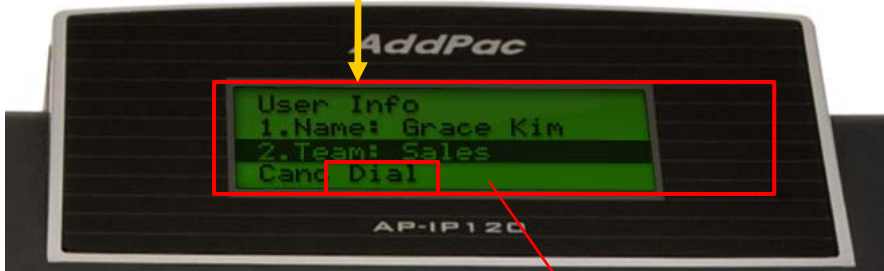 AddPac
User Info
1.Name: Grace Kim
2.Team: Sales
Canc Dial
AP-IP120